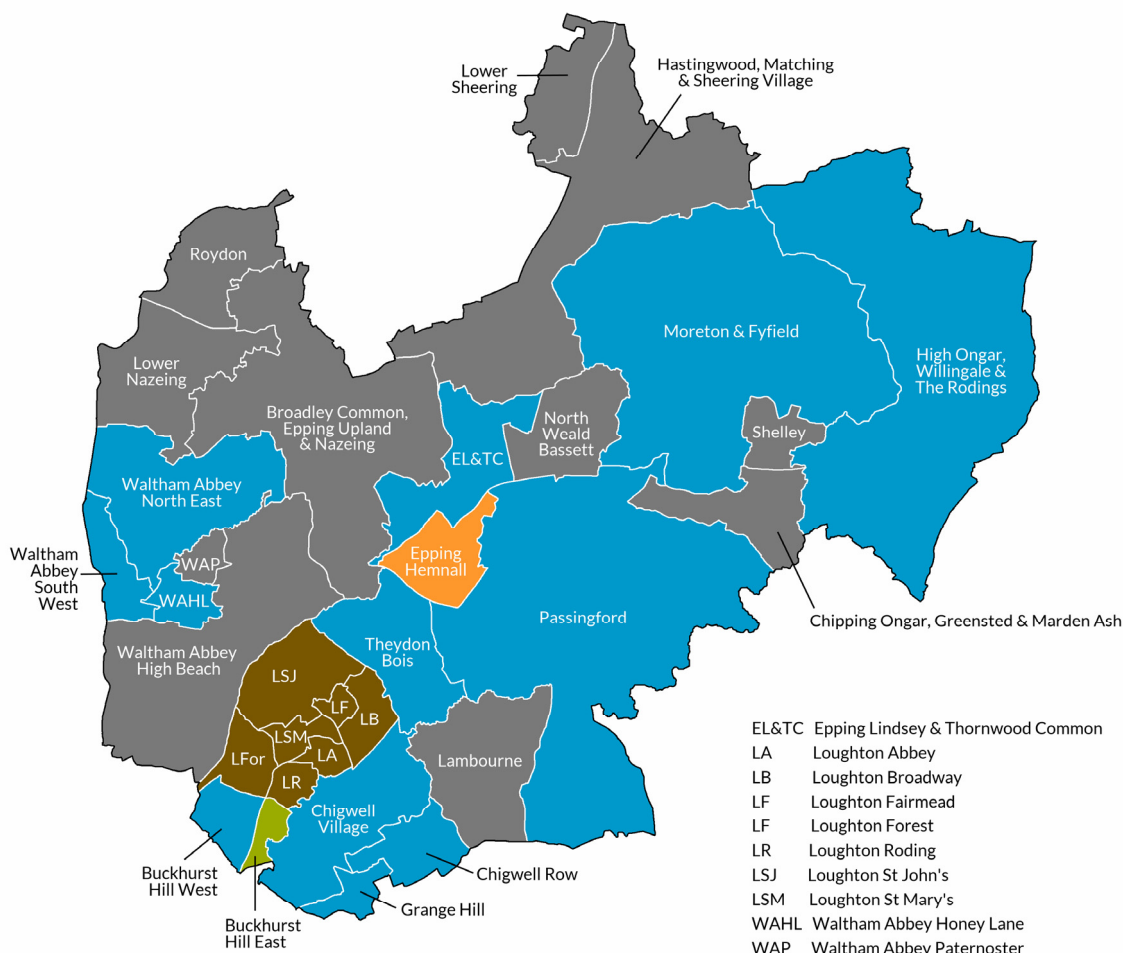 Lower
Sheering
Hastingwood, Matching
& Sheering Village
Roydon
Moreton & Fyfield
High Ongar,
Willingale &
The Rodings
Lower
Nazeing
Broadley Common,
Epping Upland
& Nazeing
North
Weald
Bassett
Shelley
EL&TC
Waltham Abbey
North East
Waltham
Abbey
South
West
WAP
WAHL
Epping
Hemnall
Passingford
Chipping Ongar, Greensted & Marden Ash
Waltham Abbey
High Beach
Theydon
Bois
LSJ
LF
LB
LSM
LA
LFor
LR
Lambourne
Chigwell
Village
Buckhurst
Hill West
Chigwell Row
Grange Hill
Buckhurst
Hill East
EL&TC Epping Lindsey & Thornwood Common
LA Loughton Abbey
LB Loughton Broadway
LF Loughton Fairmead
LF Loughton Forest
LR Loughton Roding
LSJ Loughton St John's
LSM Loughton St Mary's
WAHL Waltham Abbey Honey Lane
WAP Waltham Abbey Paternoster